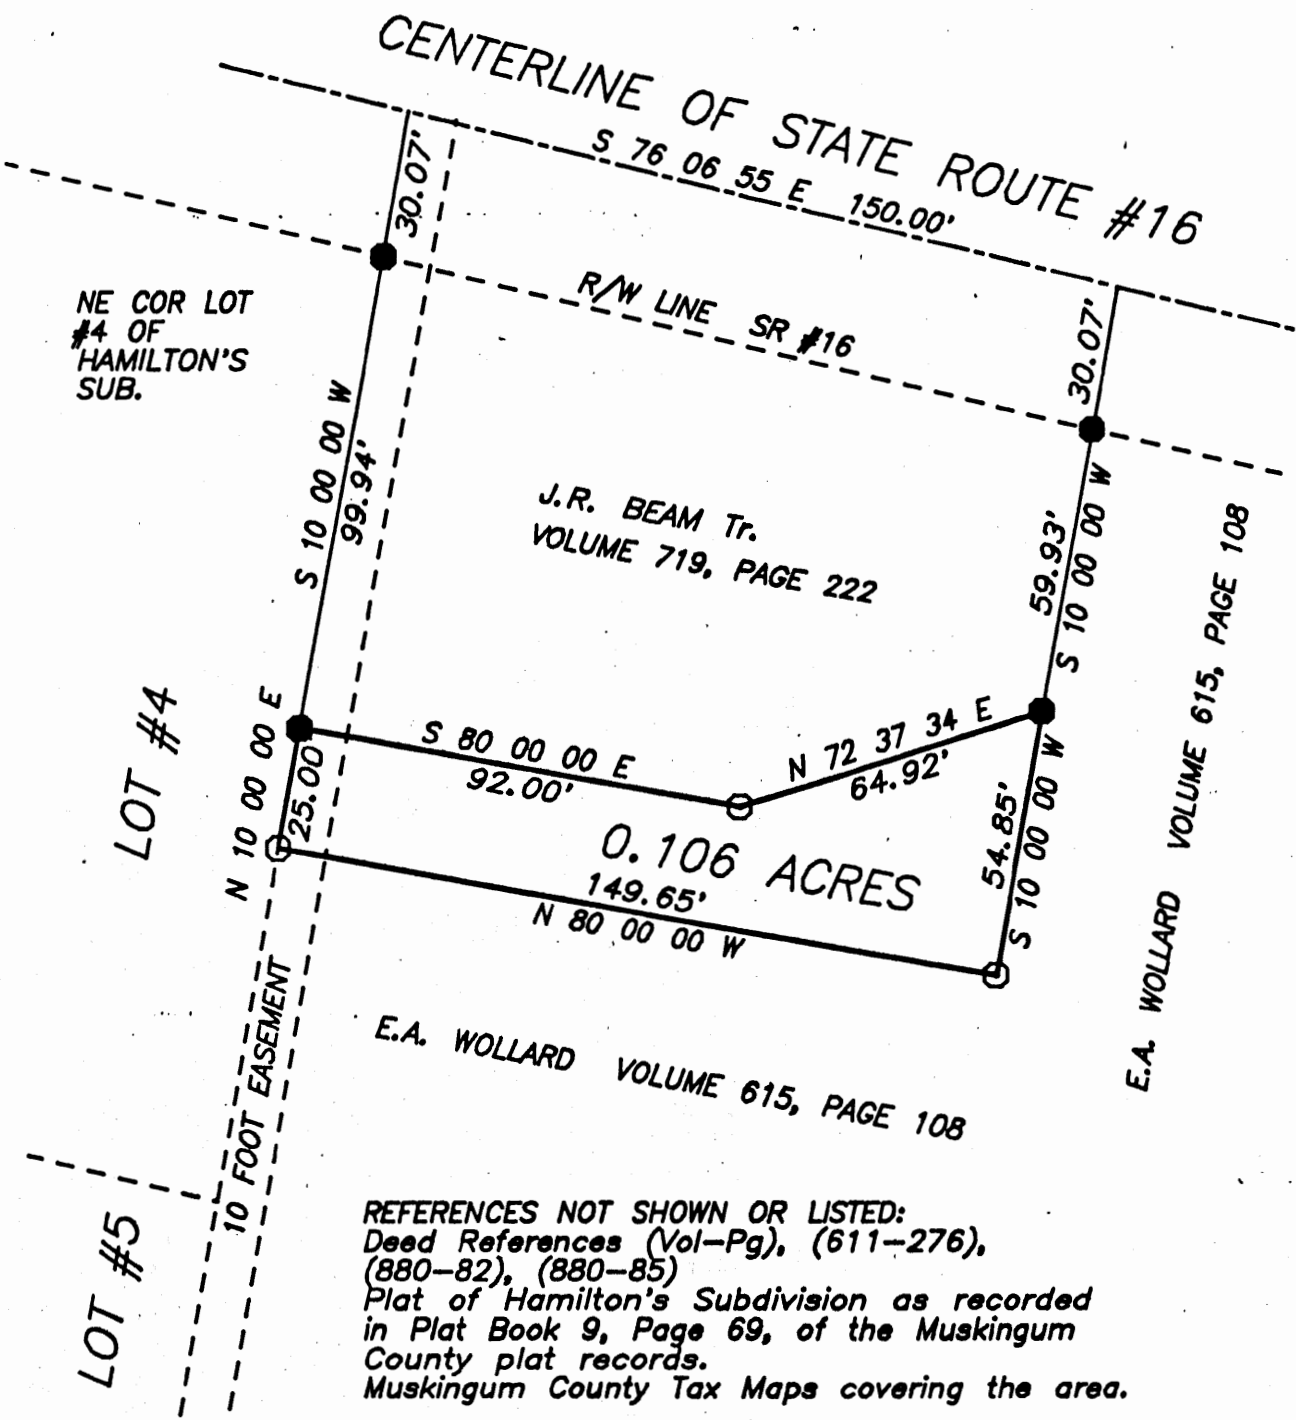 CENTERLINE OF STATE ROUTE #16
S 76 06 55 E 150.00'
30.07'
30.07'
R/W LINE SR #16
NE COR LOT
#4 OF
HAMILTON'S
SUB.
S 10 00 00 W
99.94'
J.R. BEAM Tr.
VOLUME 719, PAGE 222
59.93'
S 10 00 00 W
E.A. WOLLARD VOLUME 615, PAGE 108
LOT #4
N 10 00 00 E
25.00
S 80 00 00 E
92.00'
N 72 37 34 E
64.92'
0.106 ACRES
54.85'
S 10 00 00 W
149.65'
N 80 00 00 W
10 FOOT EASEMENT
E.A. WOLLARD VOLUME 615, PAGE 108
LOT #5
REFERENCES NOT SHOWN OR LISTED:
Deed References (Vol-Pg), (611-276),
(880-82), (880-85)
Plat of Hamilton's Subdivision as recorded
in Plat Book 9, Page 69, of the Muskingum
County plat records.
Muskingum County Tax Maps covering the area.